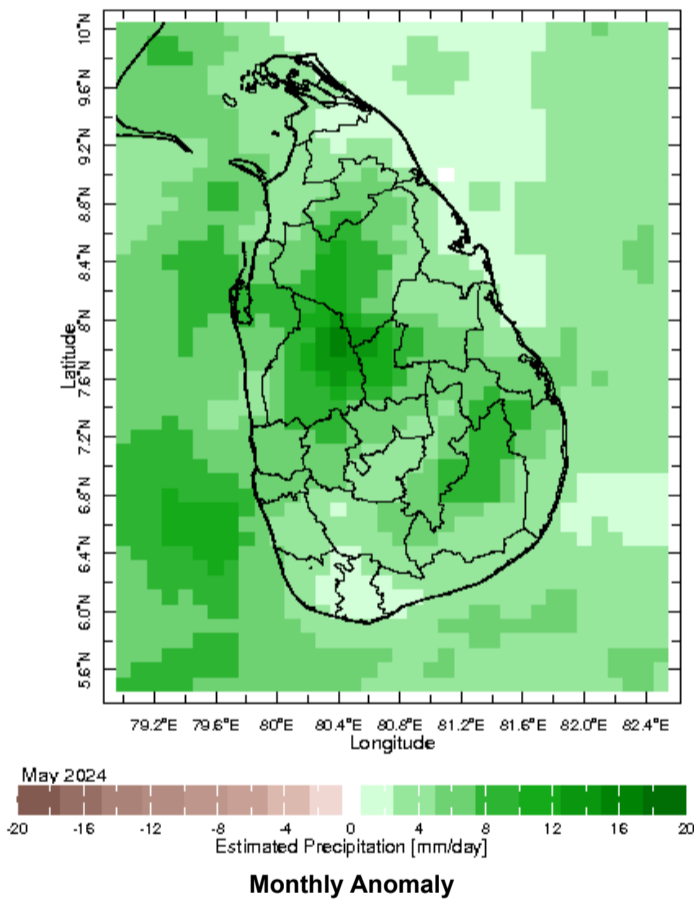 10°N
9.6°N
9.2°N
8.8°N
8.4°N
8°N
7.6°N
7.2°N
6.8°N
6.4°N
6.0°N
5.6°N
Latitude
79.2°E 79.6°E 80°E 80.4°E 80.8°E 81.2°E 81.6°E 82.0°E 82.4°E
Longitude
May 2024
-20 -16 -12 -8 -4 0 4 8 12 16 20
Estimated Precipitation [mm/day]
Monthly Anomaly